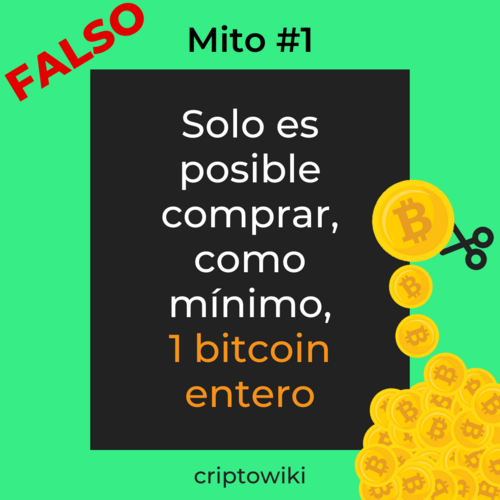 FALSO
Mito #1
Solo es
posible
comprar,
como
mínimo,
1 bitcoin
entero
criptowiki